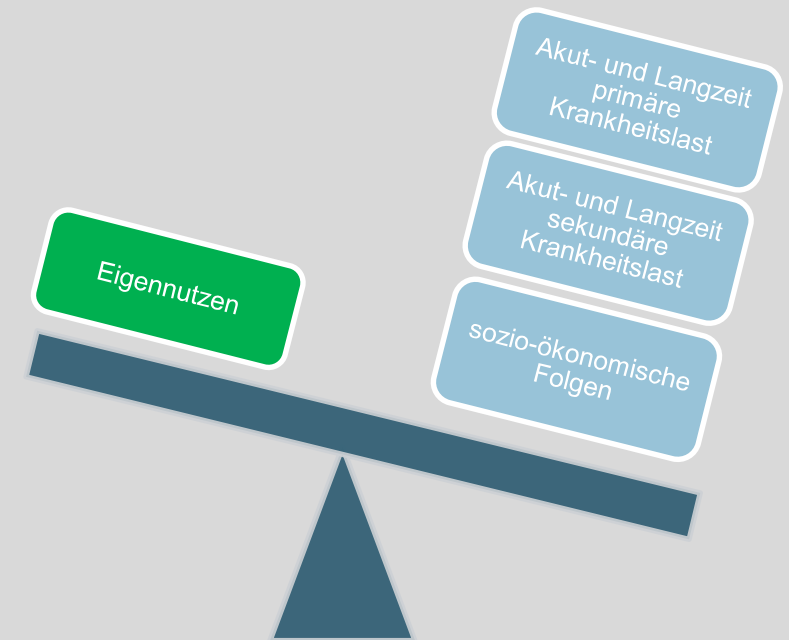 Akut- und Langzeit
primäre
Krankheitslast
Akut- und Langzeit
sekundäre
Krankheitslast
Eigennutzen
sozio-ökonomische
Folgen